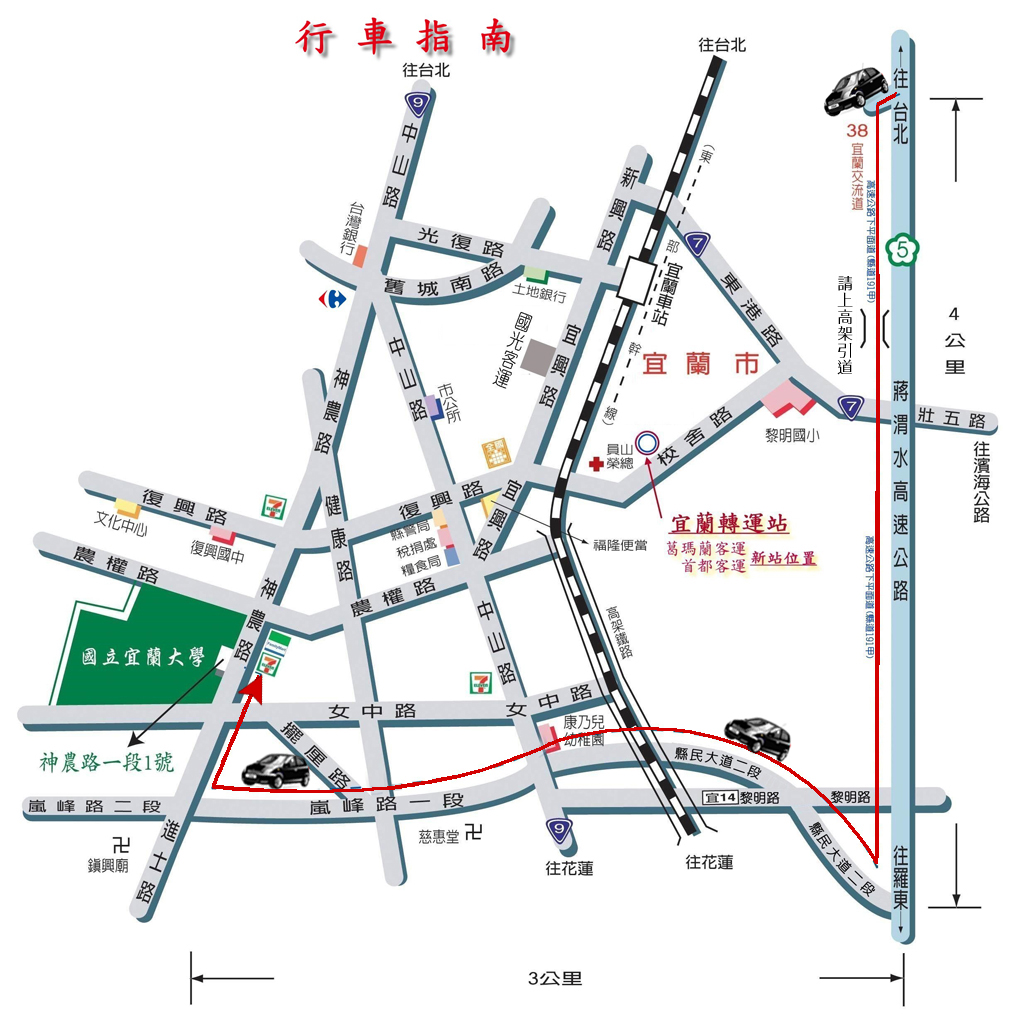 行車指南
往台北
往台北
往台北
9
中山路
台灣銀行
光復路
舊城南路
土地銀行
國光客運
新興路
宜興路
(東部幹線)
宜蘭車站
7
東港路
38
宜蘭交流道
高速公路下平面道(縣道191甲)
5
請上高架引道
4公里
宜蘭市
7
壯五路
往濱海公路
蔣渭水高速公路
黎明國小
校舍路
員山榮總
宜蘭轉運站
葛瑪蘭客運
首都客運
新站位置
神農路
中山路
市公所
健康路
復興路
文化中心
復興國中
7
復興路
宜興路
縣警局
稅捐處
糧食局
福隆便當
農權路
農權路
神農路
國立宜蘭大學
FamilyMart
7
7
中山路
高架鐵路
高速公路下平面道(縣道191甲)
女中路
女中路
康乃兒幼稚園
神農路一段1號
擺厘路
縣民大道二段
嵐峰路二段
嵐峰路一段
宜14
黎明路
黎明路
縣民大道二段
進士路
鎮興廟
慈惠堂
9
往花蓮
往花蓮
往羅東
3公里